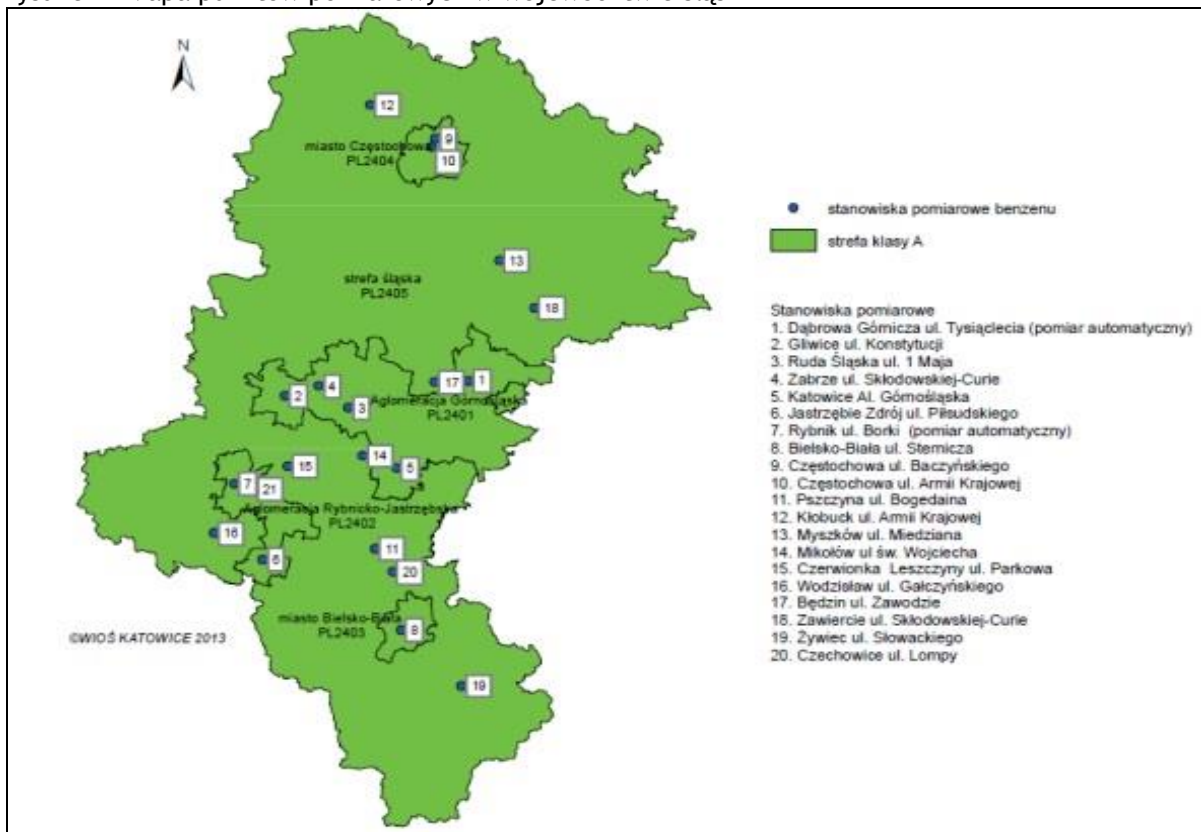 N
12
9
miasto Częstochowa
PL2404
10
stanowiska pomiarowe benzenu
strefa klasy A
13
strefa śląska
PL2405
18
Stanowiska pomiarowe
1. Dąbrowa Górnicza ul. Tysiąclecia (pomiar automatyczny)
2. Gliwice ul. Konstytucji
3. Ruda Śląska ul. 1 Maja
4. Zabrze ul. Skłodowskiej-Curie
5. Katowice Al. Górnośląska
6. Jastrzębie Zdrój ul. Piłsudskiego
7. Rybnik ul. Borki (pomiar automatyczny)
8. Bielsko-Biała ul. Sternicza
9. Częstochowa ul. Baczyńskiego
10. Częstochowa ul. Armii Krajowej
11. Pszczyna ul. Bogedaina
12. Kłobuck ul. Armii Krajowej
13. Myszków ul. Miedziana
14. Mikołów ul św. Wojciecha
15. Czerwionka Leszczyny ul. Parkowa
16. Wodzisław ul. Gałczyńskiego
17. Będzin ul. Zawodzie
18. Zawiercie ul. Skłodowskiej-Curie
19. Żywiec ul. Słowackiego
20. Czechowice ul. Lompy
4
17
1
2
3
Aglomeracja Górnośląska
PL2401
14
15
5
7
21
Aglomeracja Rybnicko-Jastrzębska
PL2402
16
11
6
20
miasto Bielsko-Biała
PL2403
8
©WIOŚ KATOWICE 2013
19